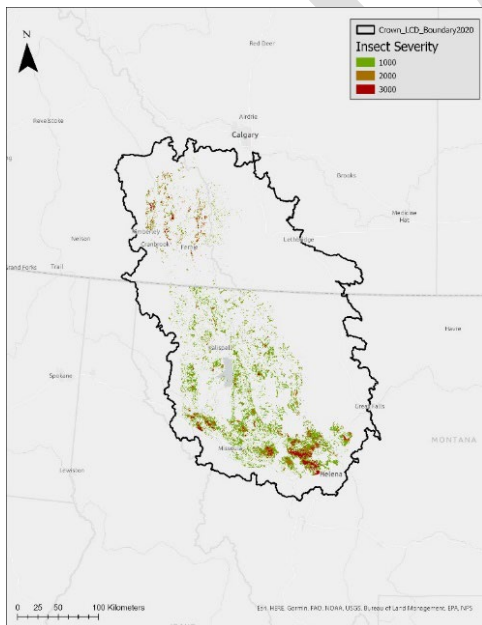 N
Crown_LCD_Boundary2020
Insect Severity
1000
2000
3000
Red Deer
Revelstoke
Airdrie
Calgary
Brooks
Medicine
Hat
Kimberley
Cranbrook
Fernie
Lethbridge
Nelson
Trail
Grand Forks
Kalispell
Havre
Spokane
Great Falls
MONTANA
Lewiston
Helena
0 25 50 100 Kilometers
Esri, HERE, Garmin, FAO, NOAA, USGS, Bureau of Land Management, EPA, NPS